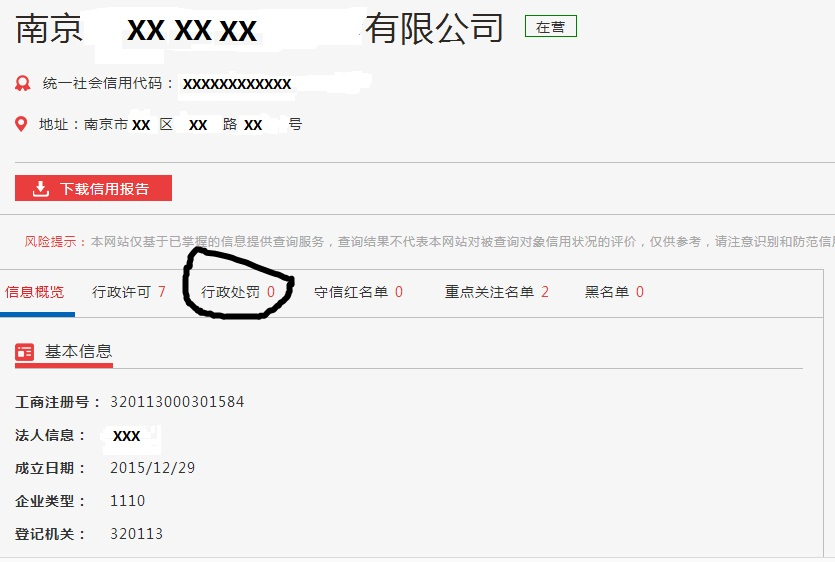 南京 XX XX XX 有限公司 在营
统一社会信用代码： XXXXXXXXXXXX
地址：南京市 XX 区 XX 路 XX 号
下载信用报告
风险提示：本网站仅基于已掌握的信息提供查询服务，查询结果不代表本网站对被查询对象信用状况的评价，仅供参考，请注意识别和防范信用
信息概览 行政许可 7 行政处罚 0 守信红名单 0 重点关注名单 2 黑名单 0
基本信息
工商注册号： 320113000301584
法人信息： XXX
成立日期： 2015/12/29
企业类型： 1110
登记机关： 320113